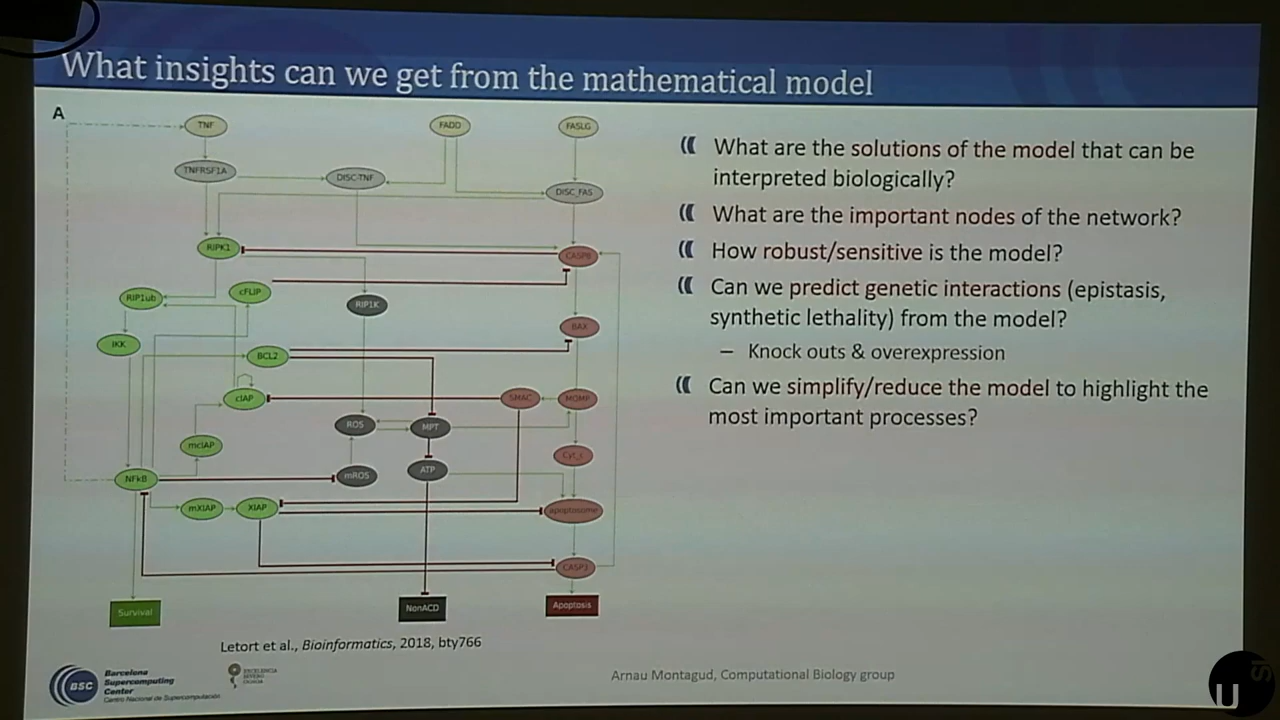 What insights can we get from the mathematical model
A
TNF
FADD
FASLG
TNFRSF1A
DISC-TNF
DISC_FAS
RIPK1
CASP8
cFLIP
RIP1ub
RIP1K
BAX
IKK
BCL2
cIAP
SMAC
MOMP
ROS
MPT
mcIAP
Cyt_c
ATP
NFkB
mROS
mXIAP
XIAP
apoptosome
CASP3
Survival
NonACD
Apoptosis
Letort et al., Bioinformatics, 2018, bty766
What are the solutions of the model that can be
interpreted biologically?
What are the important nodes of the network?
How robust/sensitive is the model?
Can we predict genetic interactions (epistasis,
synthetic lethality) from the model?
– Knock outs & overexpression
Can we simplify/reduce the model to highlight the
most important processes?
BSC
Barcelona
Supercomputing
Center
Centro Nacional de Supercomputación
EXCELENCIA
SEVERO
OCHOA
Arnau Montagud, Computational Biology group
U